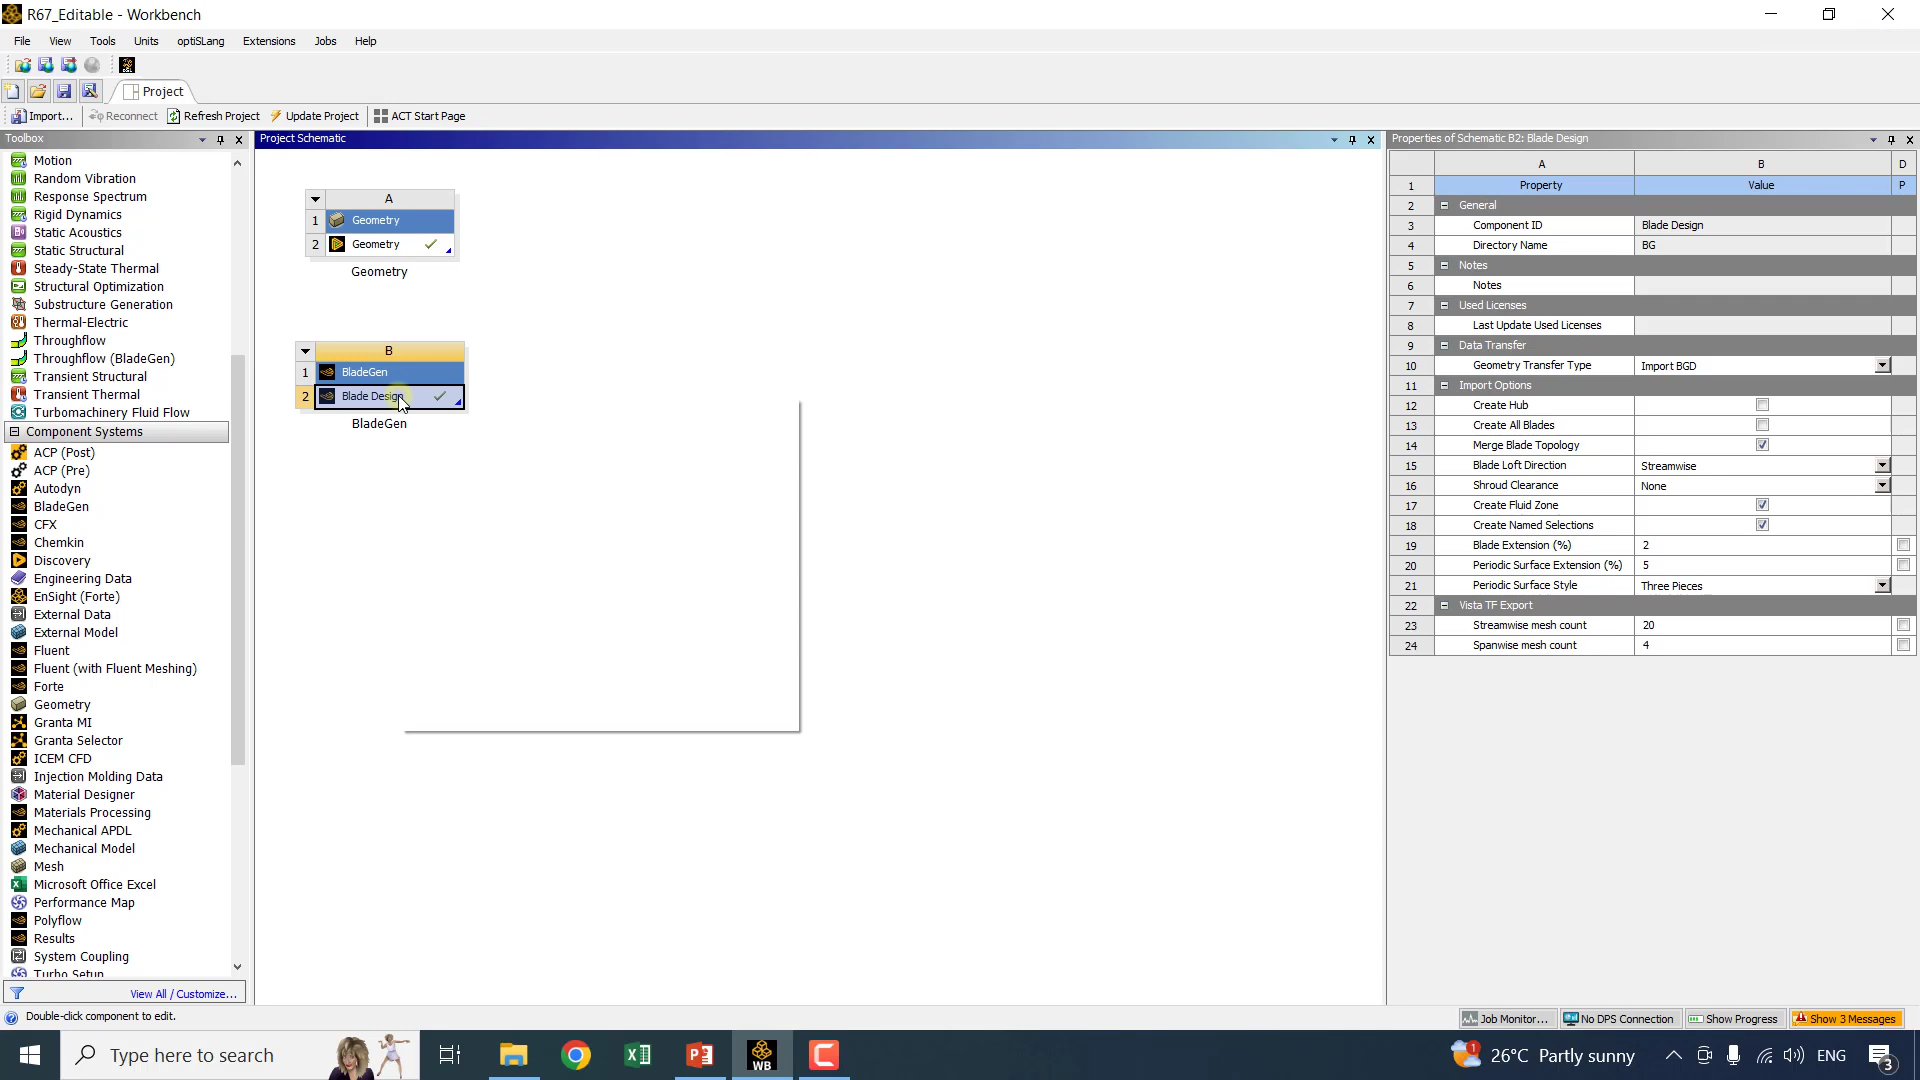 R67_Editable - Workbench
File View Tools Units optiSLang Extensions Jobs Help
Project
Import... Reconnect Refresh Project Update Project ACT Start Page
Toolbox
Motion
Random Vibration
Response Spectrum
Rigid Dynamics
Static Acoustics
Static Structural
Steady-State Thermal
Structural Optimization
Substructure Generation
Thermal-Electric
Throughflow
Throughflow (BladeGen)
Transient Structural
Transient Thermal
Turbomachinery Fluid Flow
Component Systems
ACP (Post)
ACP (Pre)
Autodyn
BladeGen
CFX
Chemkin
Discovery
Engineering Data
EnSight (Forte)
External Data
External Model
Fluent
Fluent (with Fluent Meshing)
Forte
Geometry
Granta MI
Granta Selector
ICEM CFD
Injection Molding Data
Material Designer
Materials Processing
Mechanical APDL
Mechanical Model
Mesh
Microsoft Office Excel
Performance Map
Polyflow
Results
System Coupling
Turbo Setup
View All / Customize...
Project Schematic
A
1 Geometry
2 Geometry
Geometry
B
1 BladeGen
2 Blade Design
BladeGen
Properties of Schematic B2: Blade Design
A B D
1 Property Value P
2 General
3 Component ID Blade Design
4 Directory Name BG
5 Notes
6 Notes
7 Used Licenses
8 Last Update Used Licenses
9 Data Transfer
10 Geometry Transfer Type Import BGD
11 Import Options
12 Create Hub
13 Create All Blades
14 Merge Blade Topology
15 Blade Loft Direction Streamwise
16 Shroud Clearance None
17 Create Fluid Zone
18 Create Named Selections
19 Blade Extension (%) 2
20 Periodic Surface Extension (%) 5
21 Periodic Surface Style Three Pieces
22 Vista TF Export
23 Streamwise mesh count 20
24 Spanwise mesh count 4
Double-click component to edit.
Job Monitor... No DPS Connection Show Progress Show 3 Messages
Type here to search
WB
1
26°C Partly sunny
ENG
3